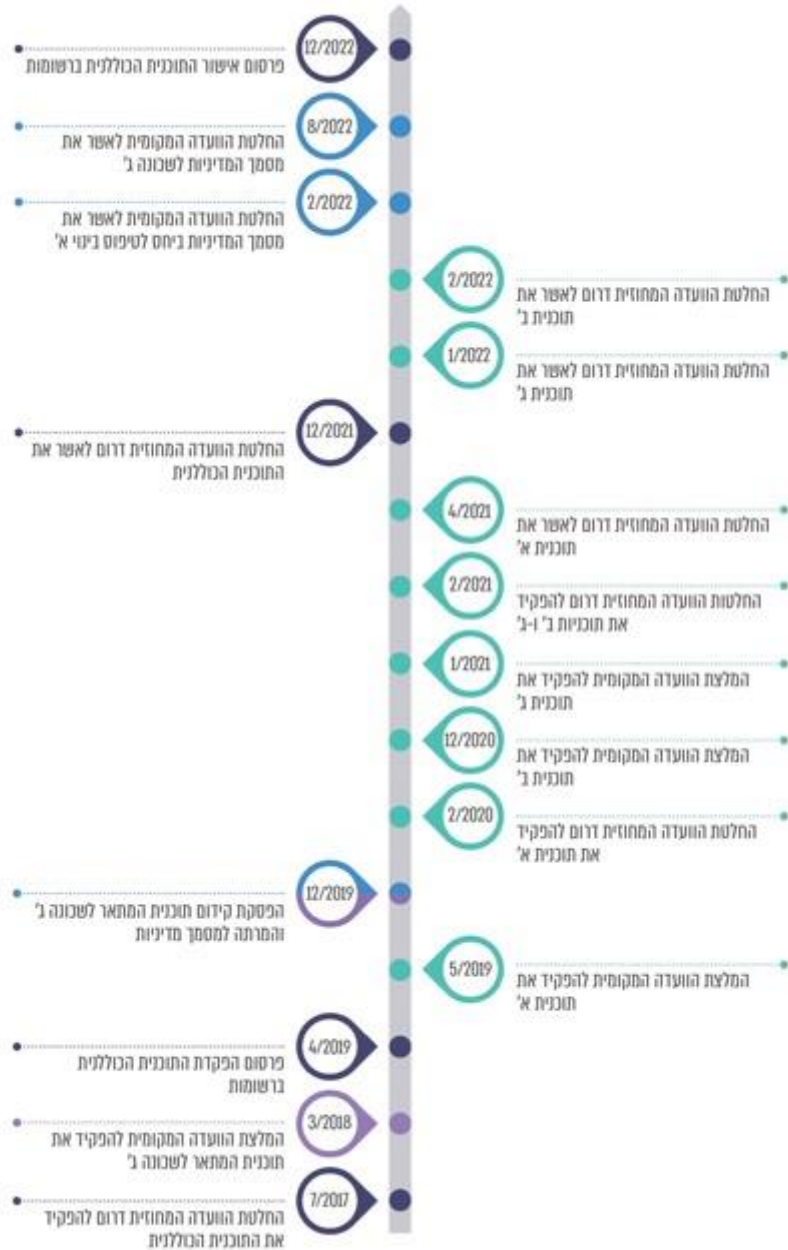 12/2022
פרסום אישור התוכנית הכוללנית ברשומות
8/2022
החלטת הוועדה המקומית לאשר את
מסמך המדיניות לשכונה ג'
2/2022
החלטת הוועדה המקומית לאשר את
מסמך המדיניות ביחס לטיפוס בינוי א'
2/2022
החלטת הוועדה המחוזית דרום לאשר את
תוכנית ב'
1/2022
החלטת הוועדה המחוזית דרום לאשר את
תוכנית ג'
12/2021
החלטת הוועדה המחוזית דרום לאשר את
התוכנית הכוללנית
4/2021
החלטת הוועדה המחוזית דרום לאשר את
תוכנית א'
2/2021
החלטות הוועדה המחוזית דרום להפקיד
את תוכניות ב' ו-ג'
1/2021
המלצת הוועדה המקומית להפקיד את
תוכנית ג'
12/2020
המלצת הוועדה המקומית להפקיד את
תוכנית ב'
2/2020
החלטת הוועדה המחוזית דרום להפקיד
את תוכנית א'
12/2019
הפסקת קידום תוכנית המתאר לשכונה ג'
והמרתה למסמך מדיניות
5/2019
המלצת הוועדה המקומית להפקיד את
תוכנית א'
4/2019
פרסום הפקדת התוכנית הכוללנית
ברשומות
3/2018
המלצת הוועדה המקומית להפקיד את
תוכנית המתאר לשכונה ג'
7/2017
החלטת הוועדה המחוזית דרום להפקיד
את התוכנית הכוללנית